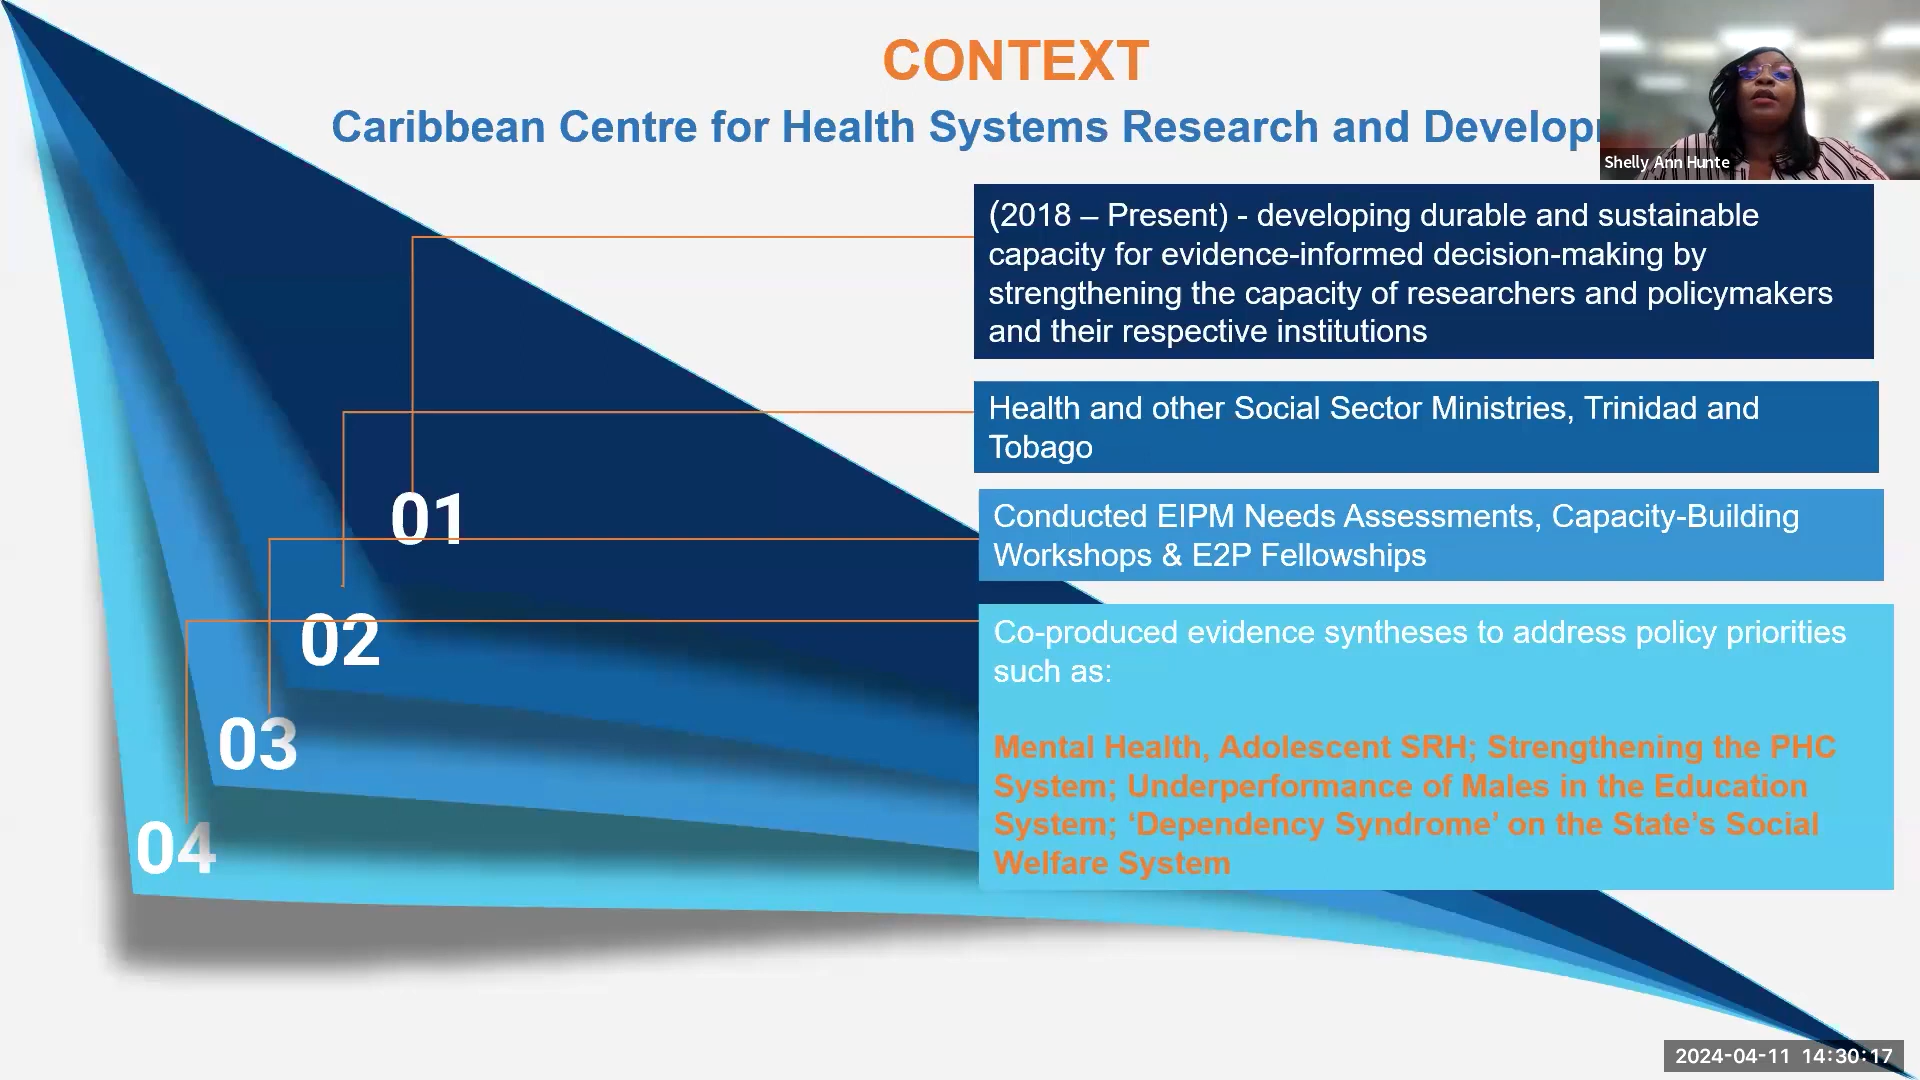 CONTEXT
Caribbean Centre for Health Systems Research and
Shelly Ann Hunte
(2018 – Present) - developing durable and sustainable
capacity for evidence-informed decision-making by
strengthening the capacity of researchers and policymakers
and their respective institutions
Health and other Social Sector Ministries, Trinidad and
Tobago
Conducted EIPM Needs Assessments, Capacity-Building
Workshops & E2P Fellowships
Co-produced evidence syntheses to address policy priorities
such as:
Mental Health, Adolescent SRH; Strengthening the PHC
System; Underperformance of Males in the Education
System; ‘Dependency Syndrome’ on the State’s Social
Welfare System
01
02
03
04
2024-04-11 14:30:17